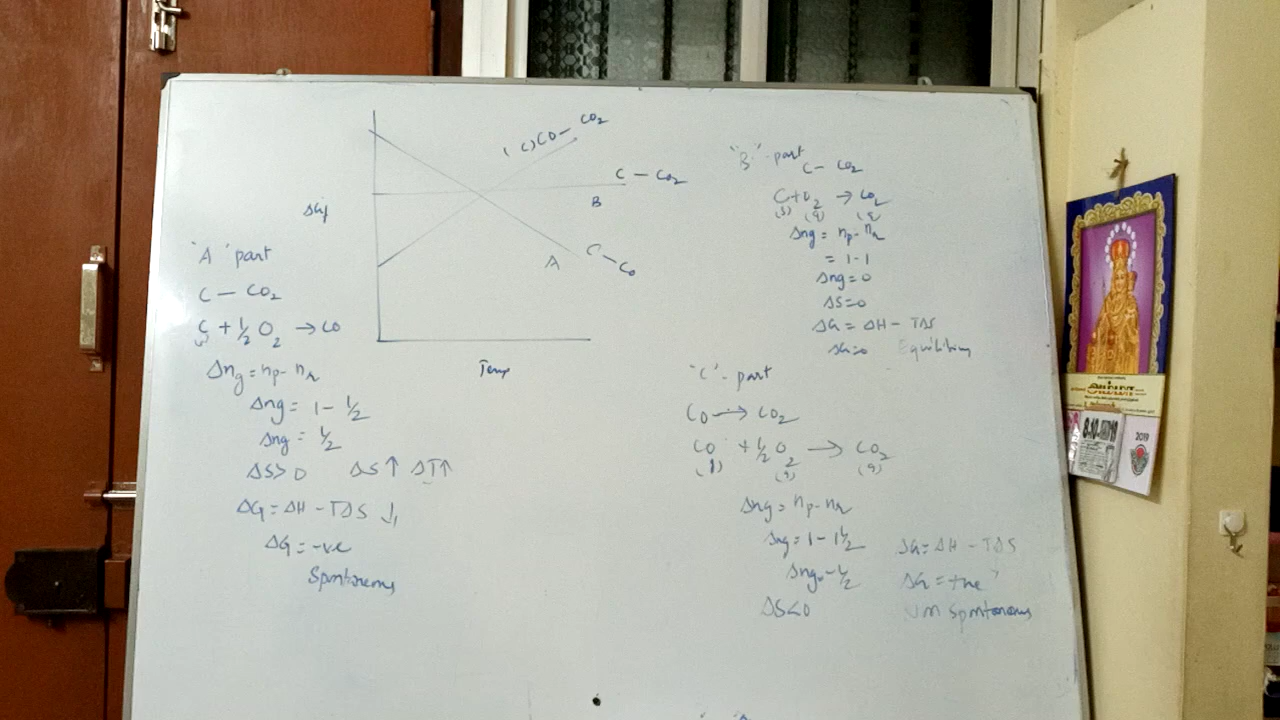 (C) CO — CO₂
C — CO₂
B
ΔGf
A
C — CO
Temp
"A" part
C — CO₂
C + ½ O₂ → CO
(s)
Δng = np - nr
Δng = 1 - ½
Δng = ½
ΔS > 0 ΔS↑ ΔT↑
ΔG = ΔH - TΔS ↓
ΔG = -ve
Spontaneous
"B" - part
C — CO₂
C + O₂ → CO₂
(s) (g) (g)
Δng = np - nr
= 1 - 1
Δng = 0
ΔS = 0
ΔG = ΔH - TΔS
ΔG = 0 Equilibrium
"C" - part
CO → CO₂
CO + ½ O₂ → CO₂
(g) (g) (g)
Δng = np - nr
Δng = 1 - 1½
Δng = -½
ΔS < 0
ΔG = ΔH - TΔS
ΔG = +ve
Non Spontaneous
2019